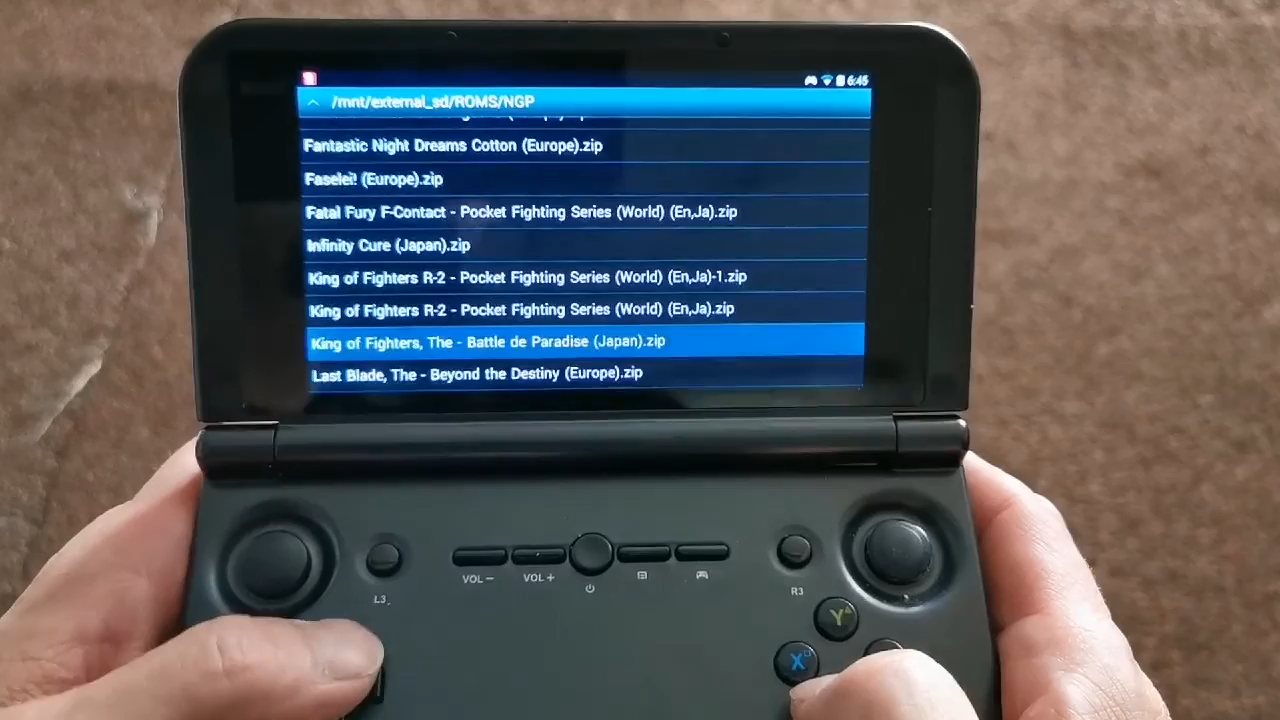 6:45
/mnt/external_sd/ROMS/NGP
Fantastic Night Dreams Cotton (Europe).zip
Faselei! (Europe).zip
Fatal Fury F-Contact - Pocket Fighting Series (World) (En,Ja).zip
Infinity Cure (Japan).zip
King of Fighters R-2 - Pocket Fighting Series (World) (En,Ja)-1.zip
King of Fighters R-2 - Pocket Fighting Series (World) (En,Ja).zip
King of Fighters, The - Battle de Paradise (Japan).zip
Last Blade, The - Beyond the Destiny (Europe).zip
VOL - VOL +
L3 R3
Y
X